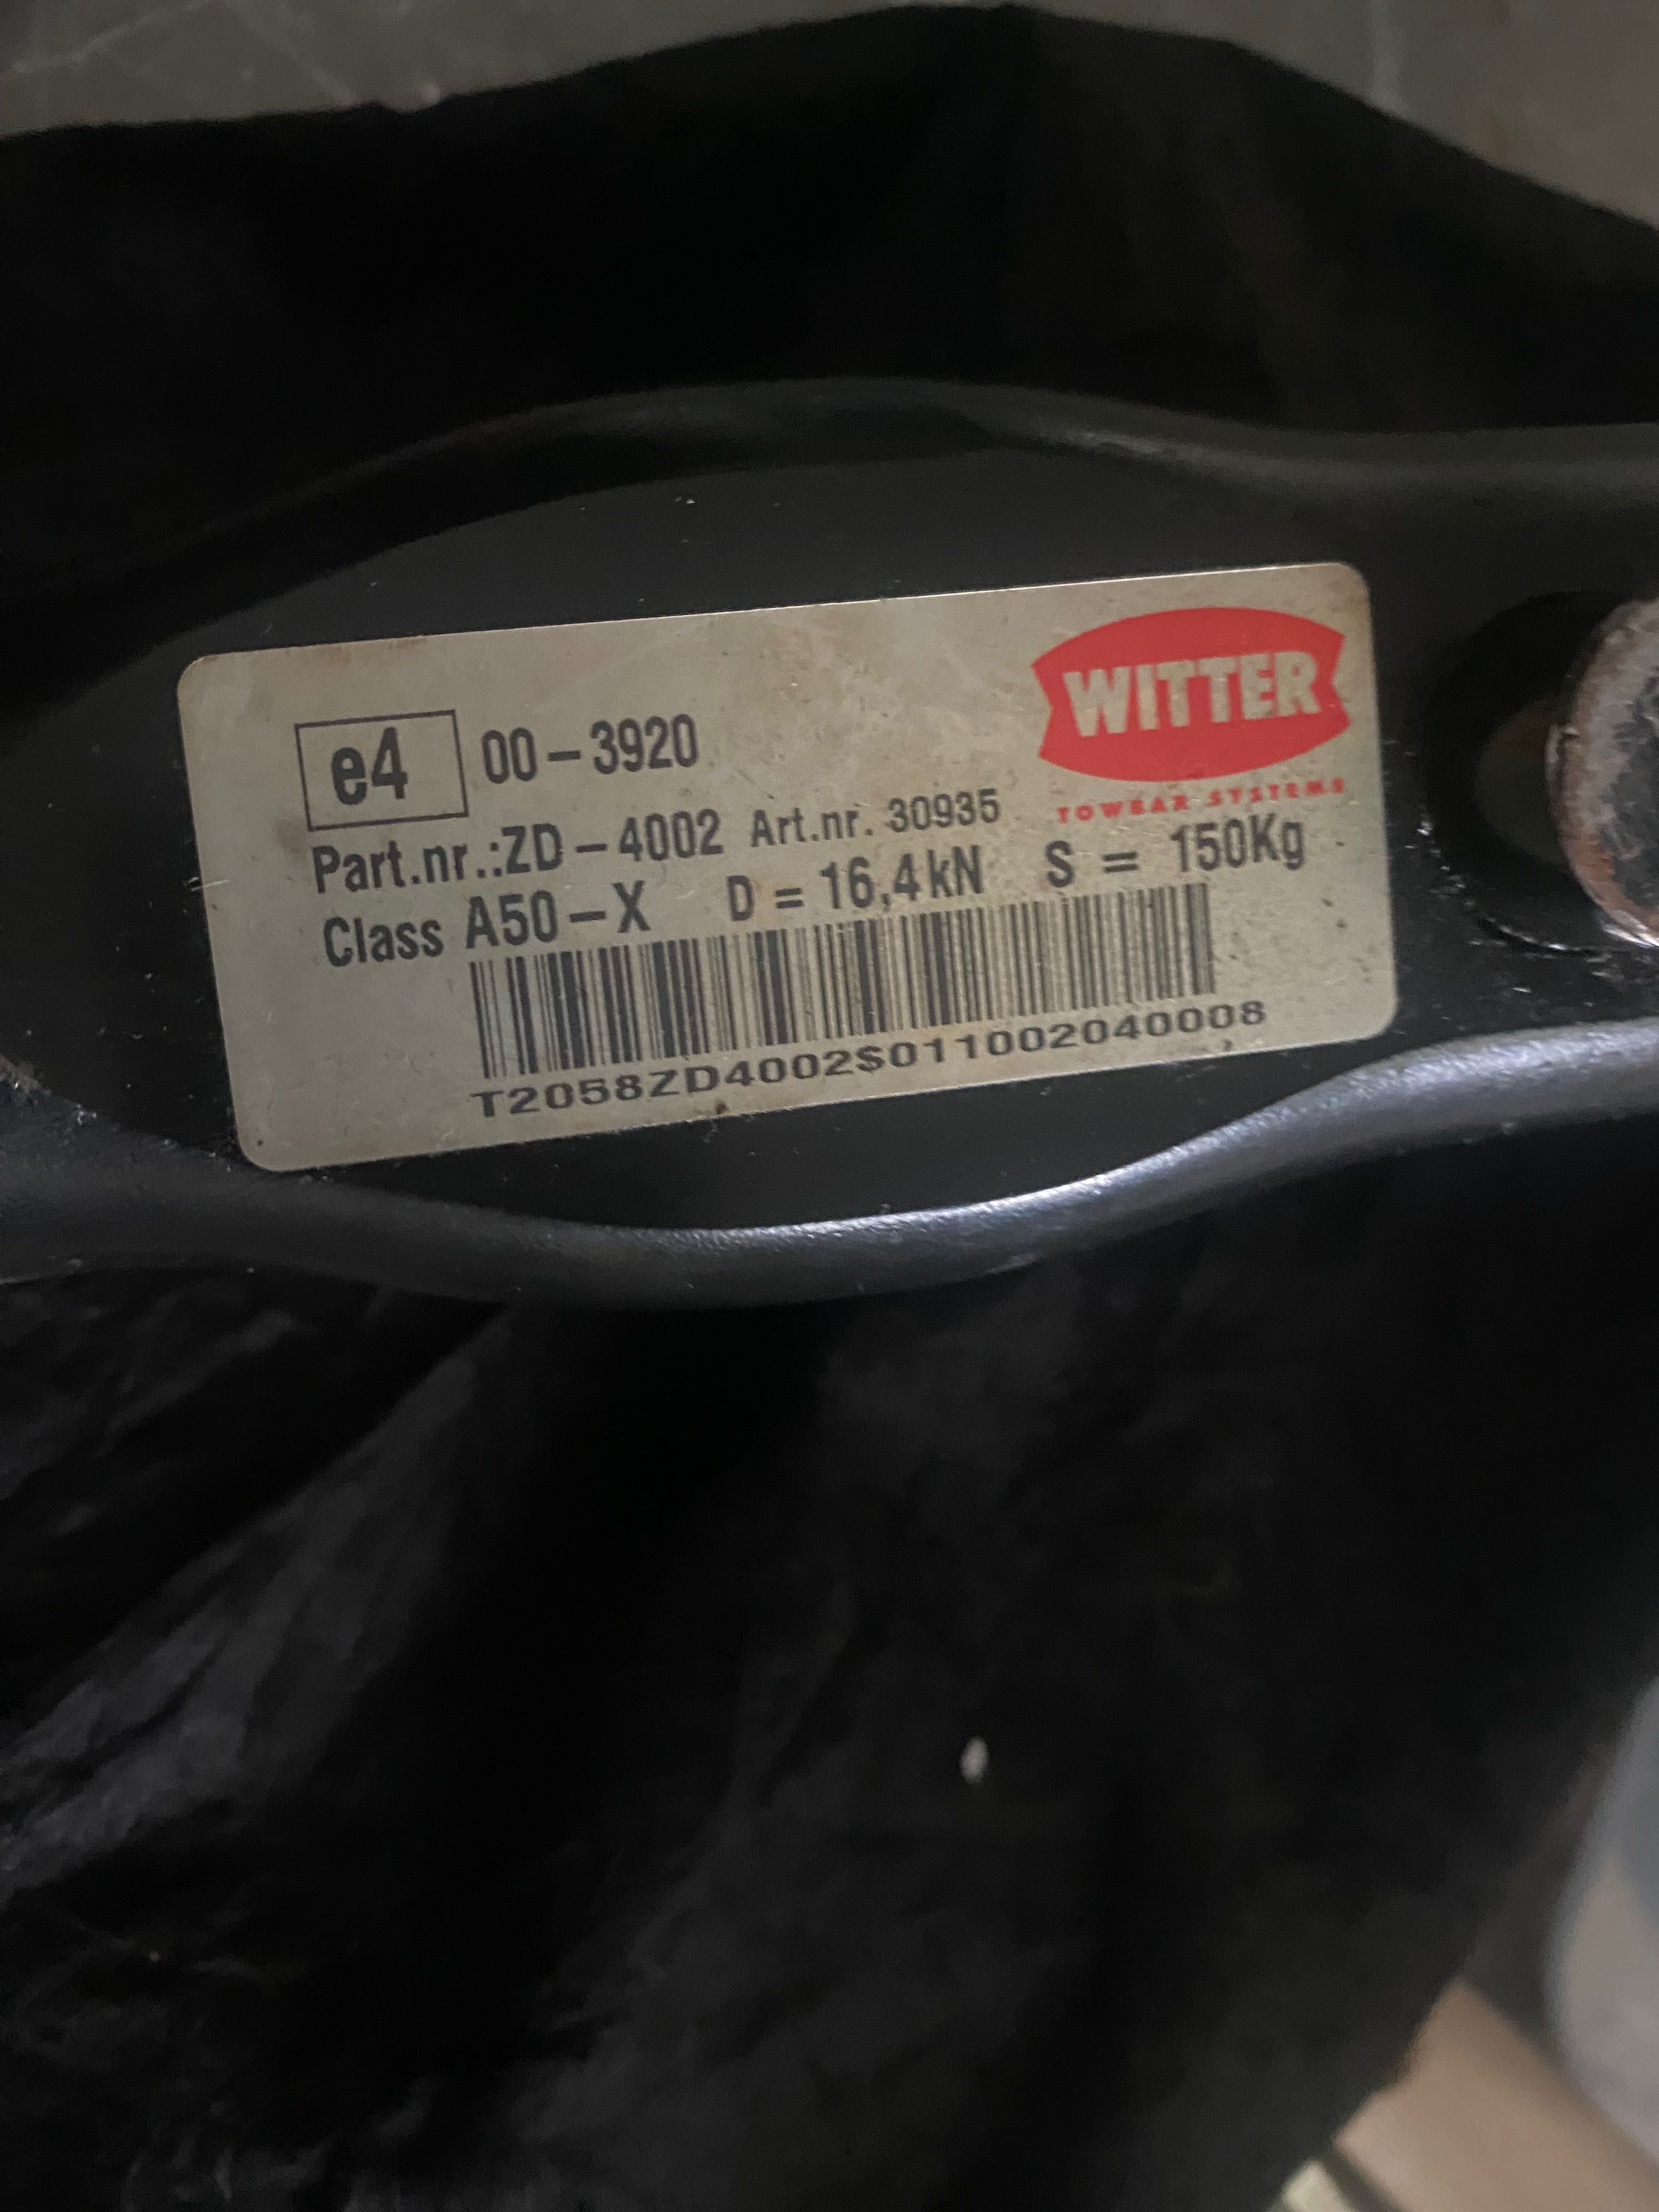 WITTER
TOWBAR SYSTEMS
e4 00-3920
Part.nr.:ZD-4002 Art.nr. 30935
Class A50-X D = 16,4kN S = 150Kg
T2058ZD4002S011002040008